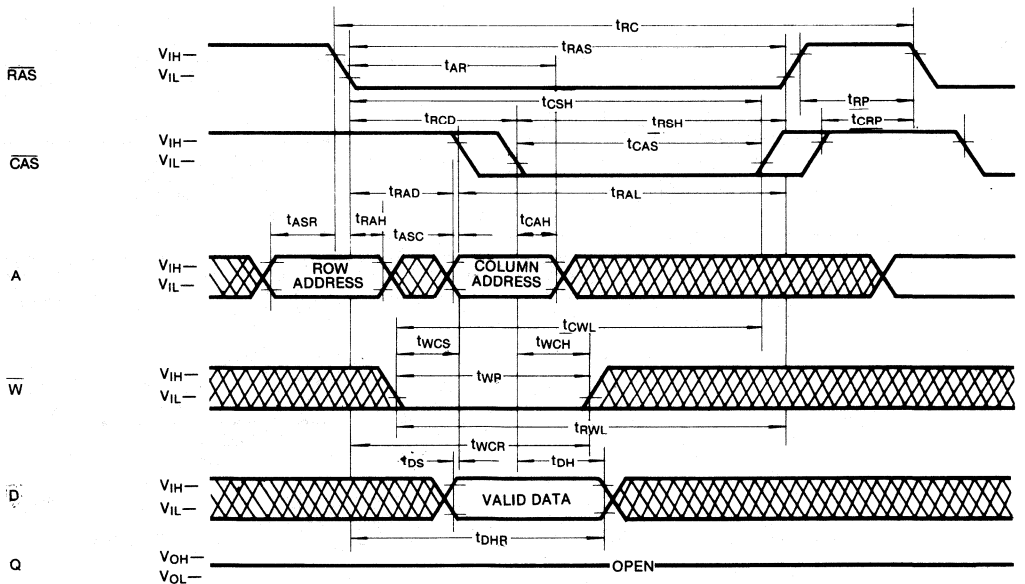 tRC
VIH—
tRAS
RAS
VIL—
tAR
tCSH
tRP
tRCD
tRSH
tCRP
VIH—
tCAS
CAS
VIL—
tRAD
tRAL
tASR
tRAH
tASC
tCAH
VIH—
ROW
ADDRESS
COLUMN
ADDRESS
A
VIL—
tCWL
tWCS
tWCH
VIH—
tWP
W
VIL—
tRWL
tWCR
tDS
tDH
VIH—
D
VALID DATA
VIL—
tDHR
VOH—
Q
OPEN
VOL—